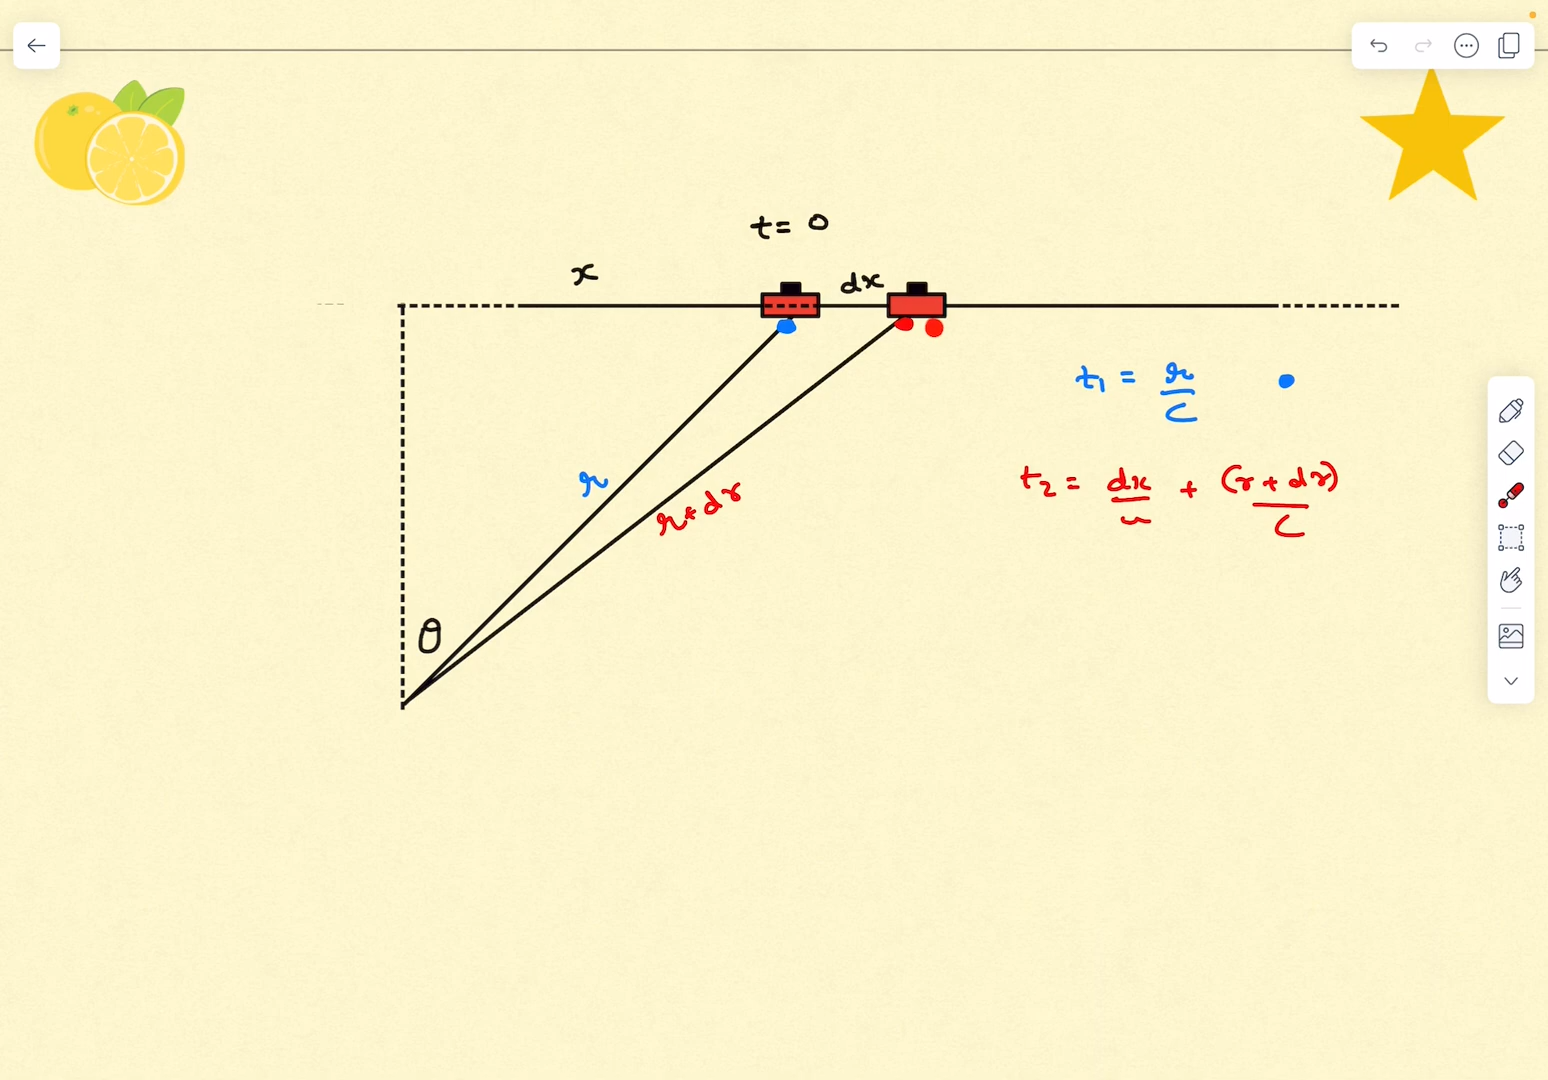 t = 0
x
dx
t₁ = r/c
r
t₂ = dx/u + (r + dr)/c
r + dr
θ